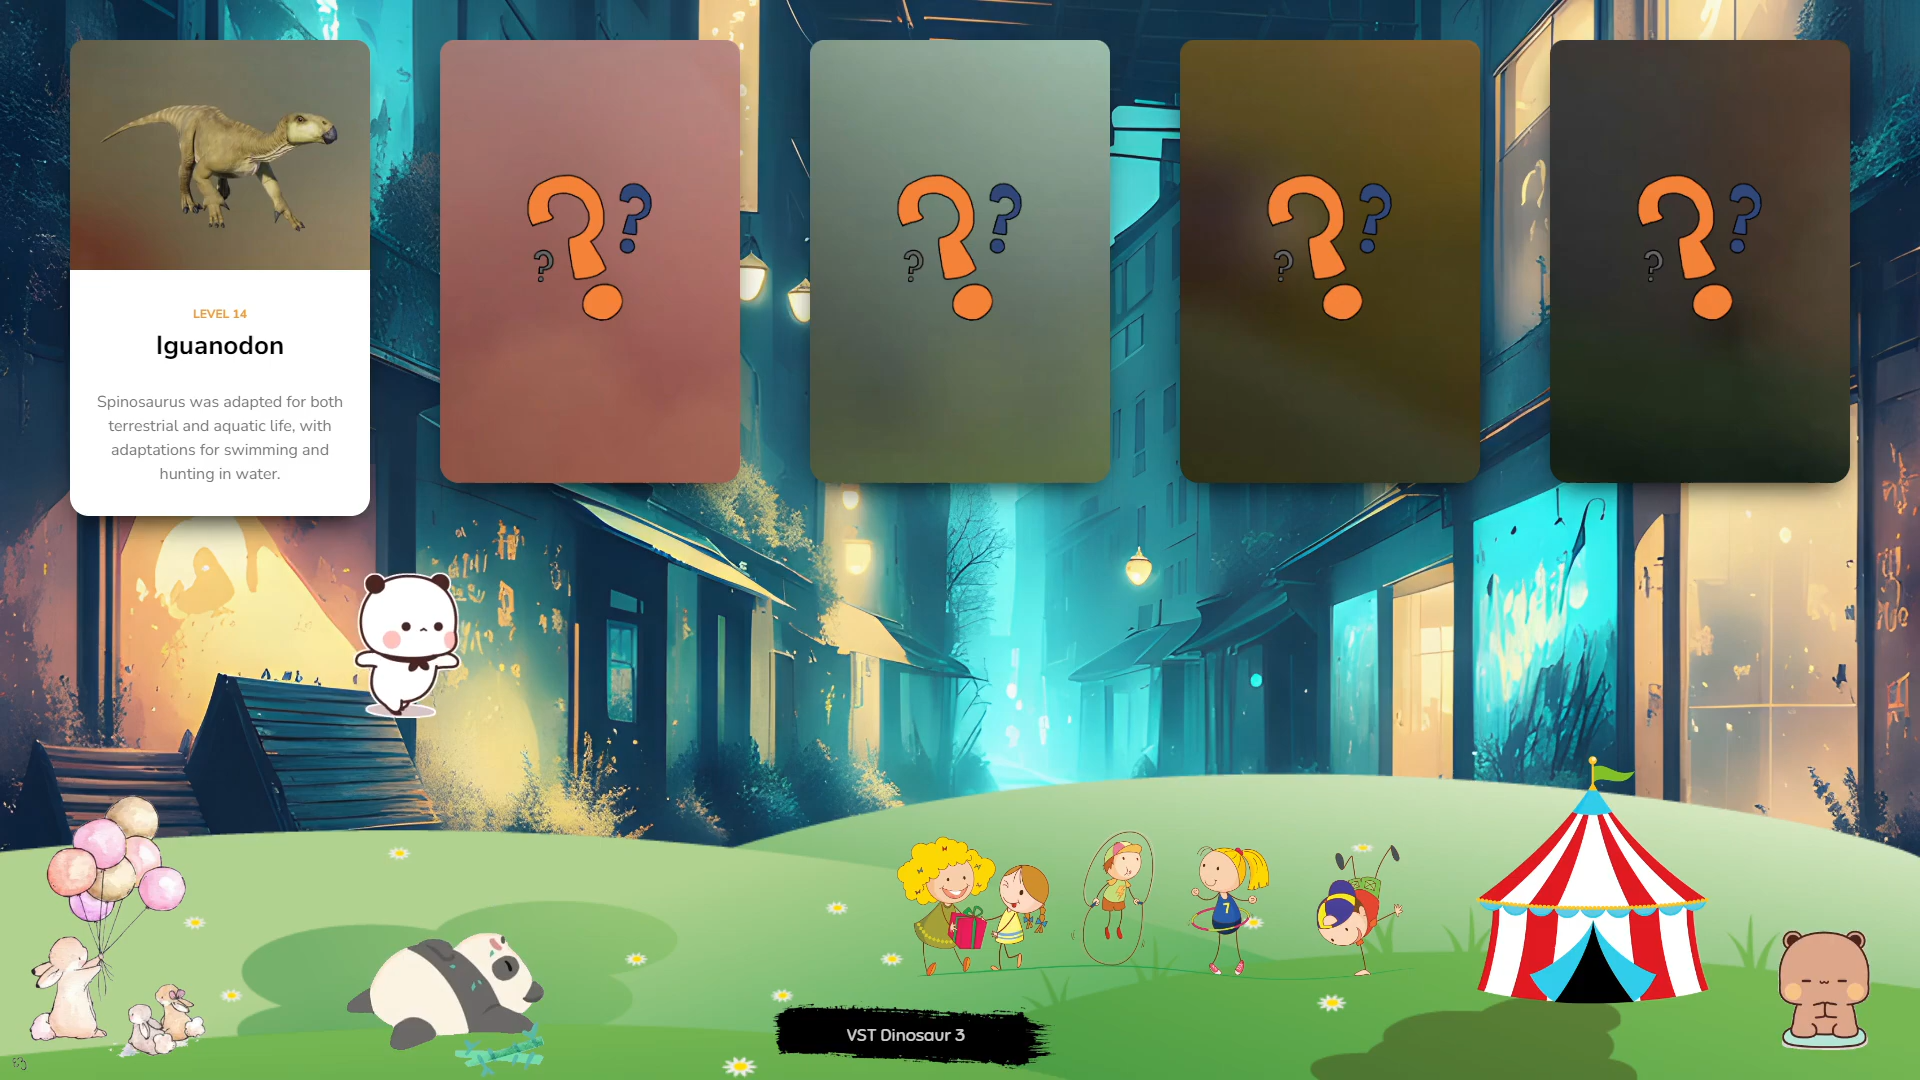 LEVEL 14
Iguanodon
Spinosaurus was adapted for both
terrestrial and aquatic life, with
adaptations for swimming and
hunting in water.
? ? ?
? ? ?
? ? ?
? ? ?
7
VST Dinosaur 3